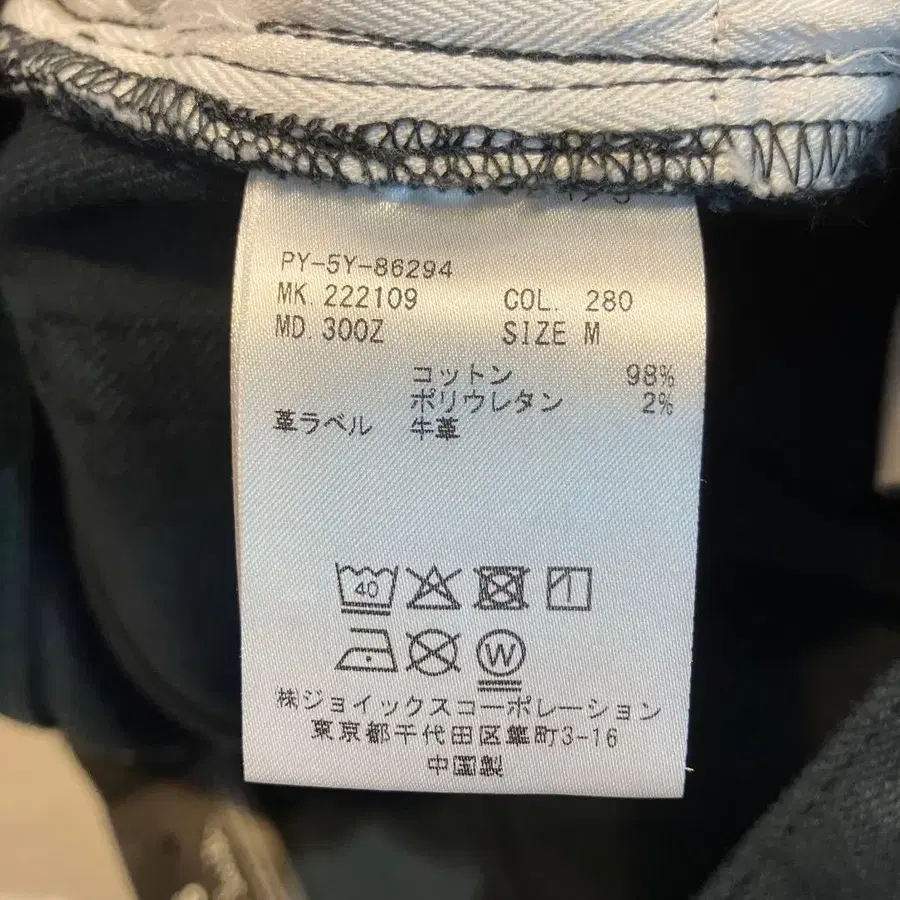 PY-5Y-86294
MK. 222109 COL. 280
MD. 300Z SIZE M
コットン 98%
ポリウレタン 2%
革ラベル 牛革
40
W
㈱ジョイックスコーポレーション
東京都千代田区隼町3-16
中国製